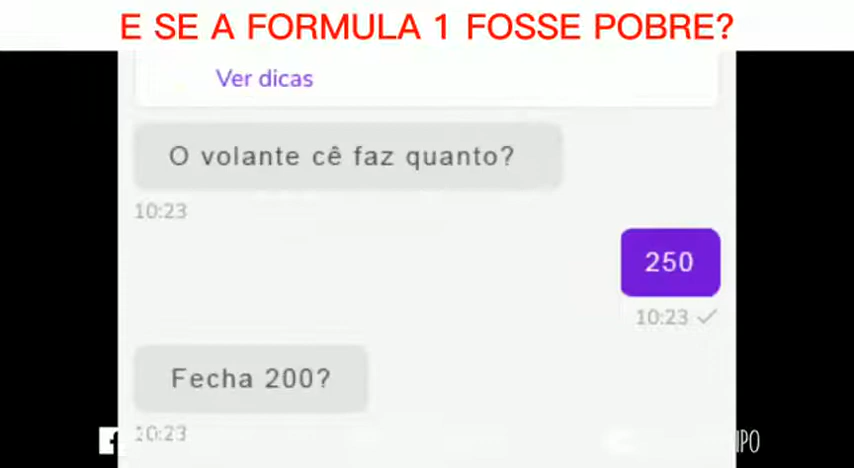 E SE A FORMULA 1 FOSSE POBRE?
Ver dicas
O volante cê faz quanto?
10:23
250
10:23
Fecha 200?
10:23